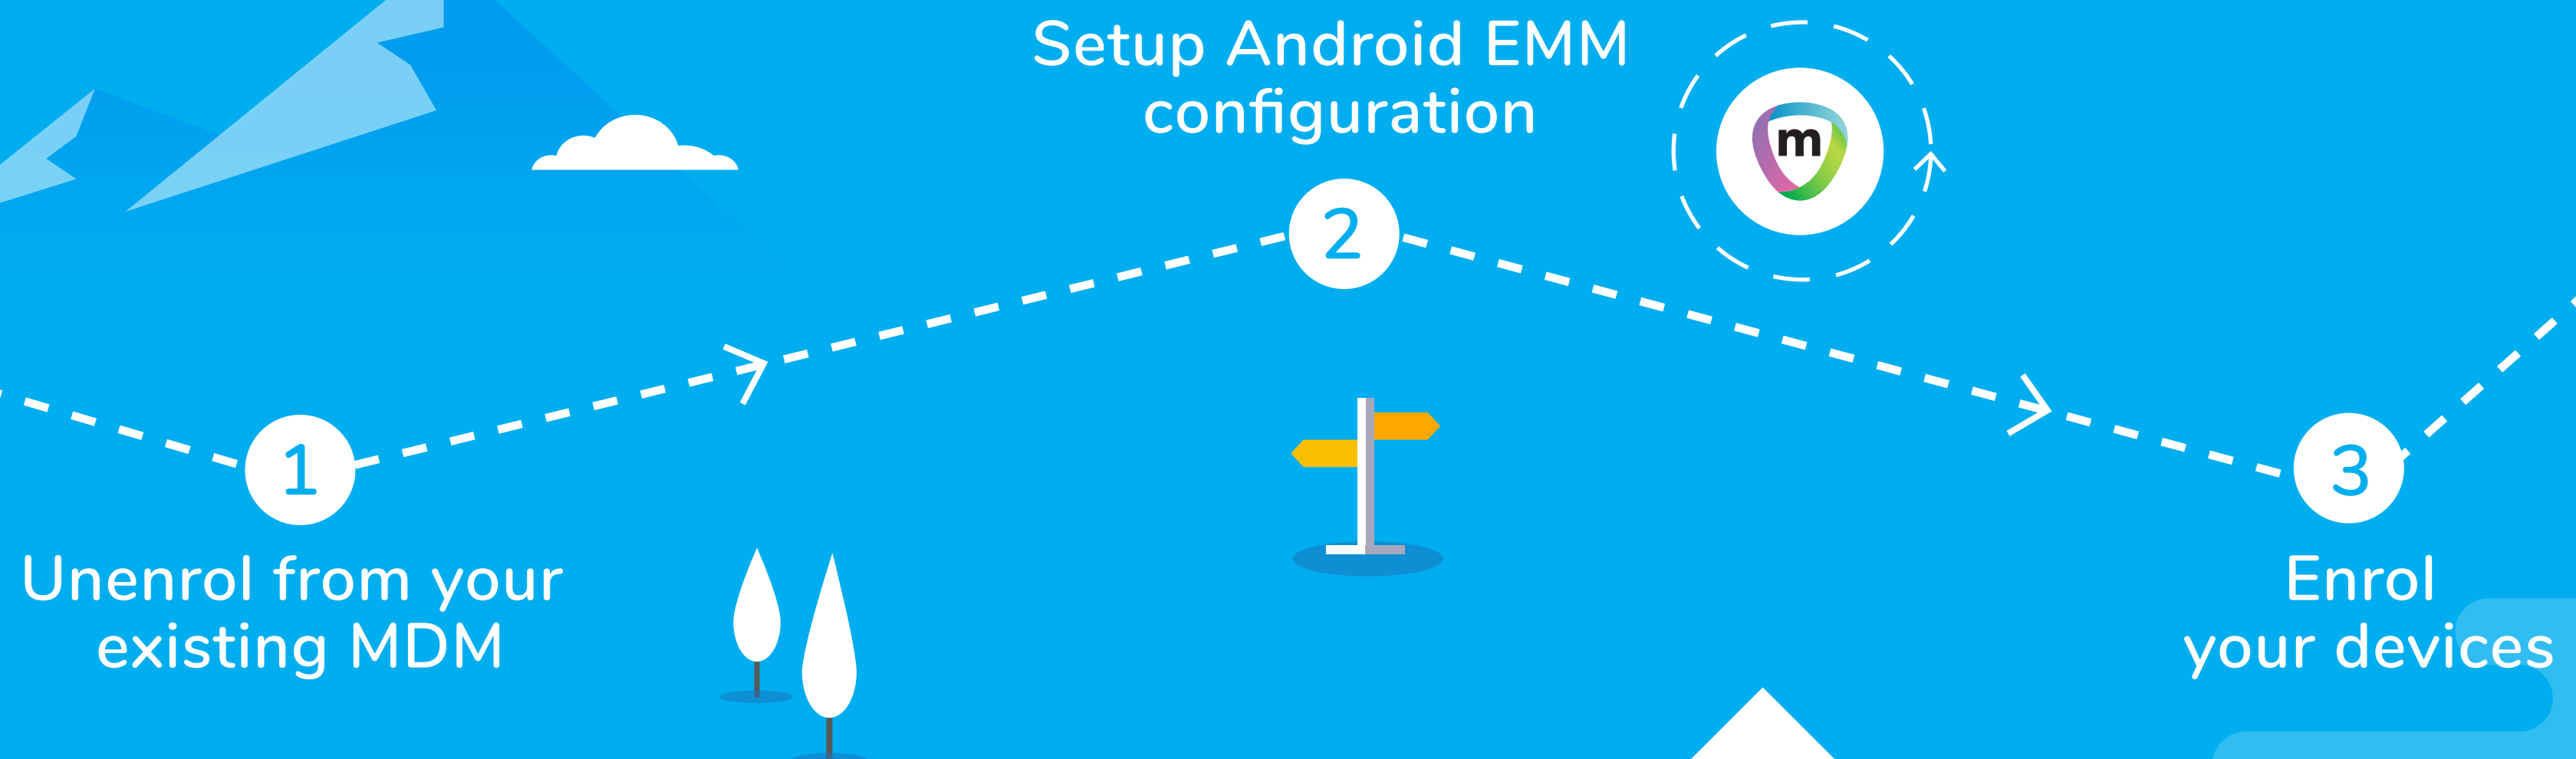 1
Unenrol from your
existing MDM
Setup Android EMM
configuration
2
m
3
Enrol
your devices